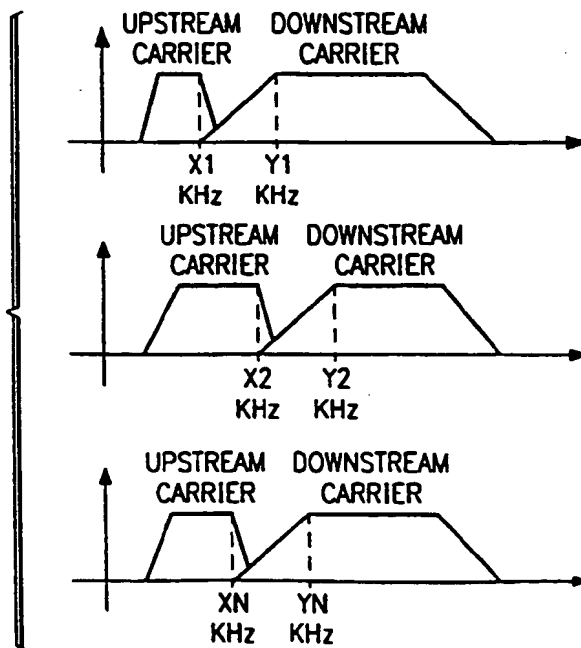 UPSTREAM CARRIER
DOWNSTREAM CARRIER
X1 KHz
Y1 KHz
UPSTREAM CARRIER
DOWNSTREAM CARRIER
X2 KHz
Y2 KHz
UPSTREAM CARRIER
DOWNSTREAM CARRIER
XN KHz
YN KHz